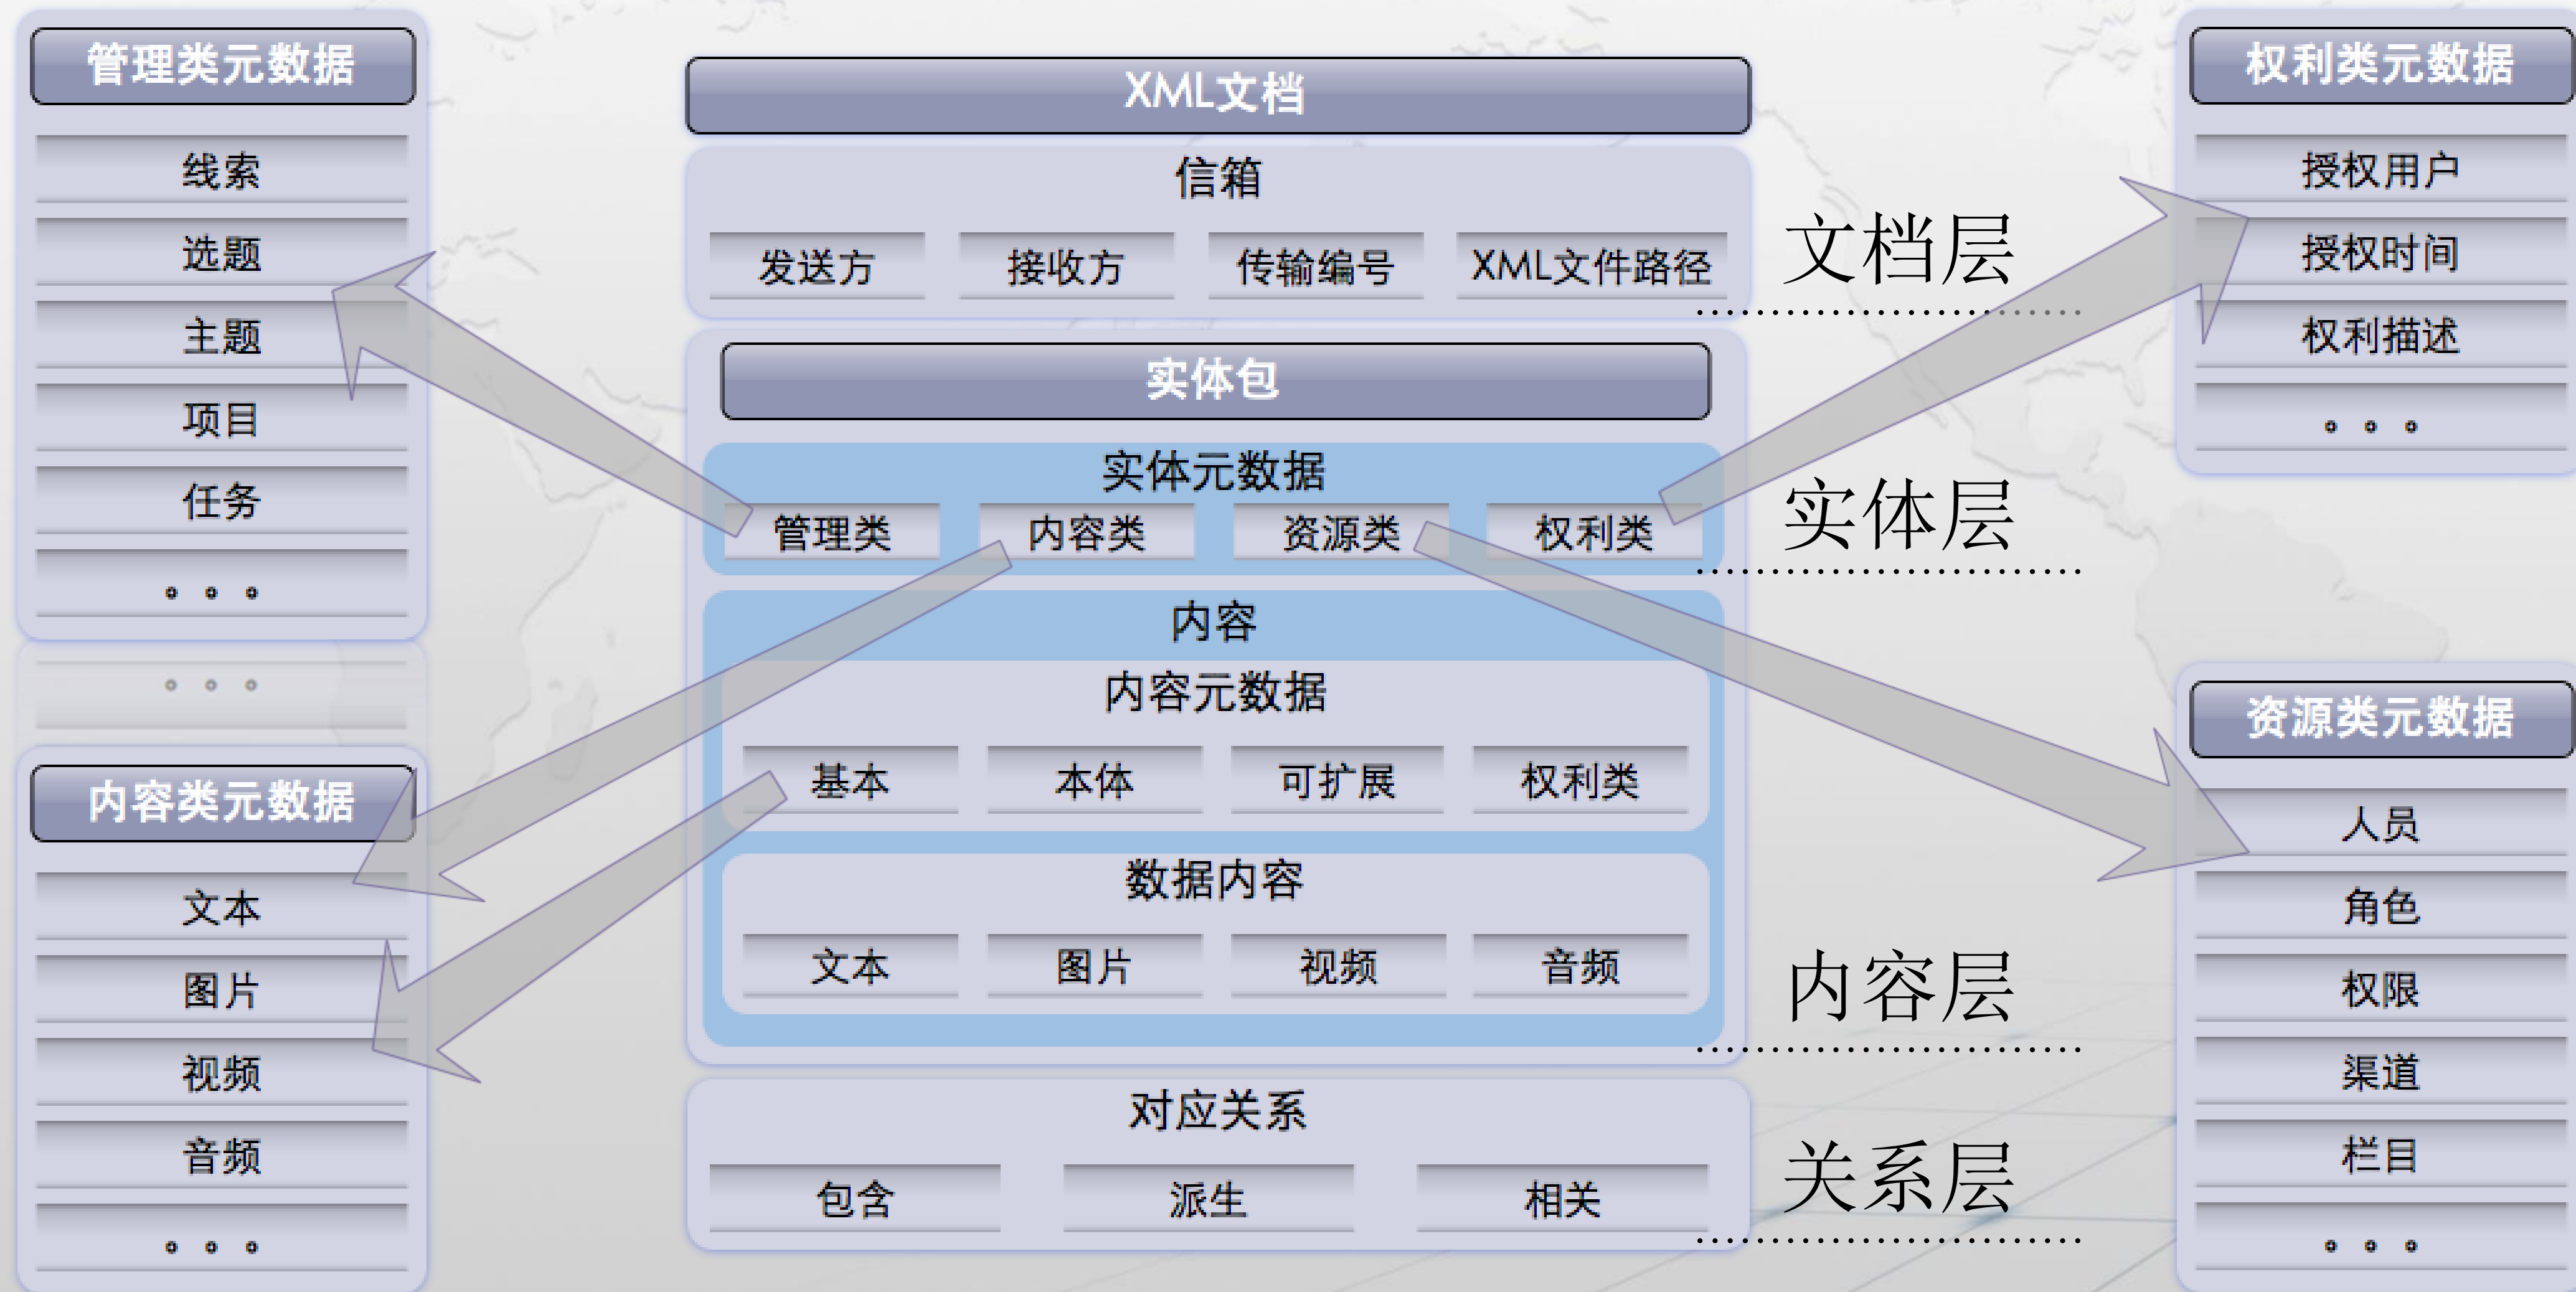 管理类元数据
线索
选题
主题
项目
任务
。。。
。。。
内容类元数据
文本
图片
视频
音频
。。。
XML文档
信箱
发送方 接收方 传输编号 XML文件路径
实体包
实体元数据
管理类 内容类 资源类 权利类
内容
内容元数据
基本 本体 可扩展 权利类
数据内容
文本 图片 视频 音频
对应关系
包含 派生 相关
文档层
实体层
内容层
关系层
权利类元数据
授权用户
授权时间
权利描述
。。。
资源类元数据
人员
角色
权限
渠道
栏目
。。。